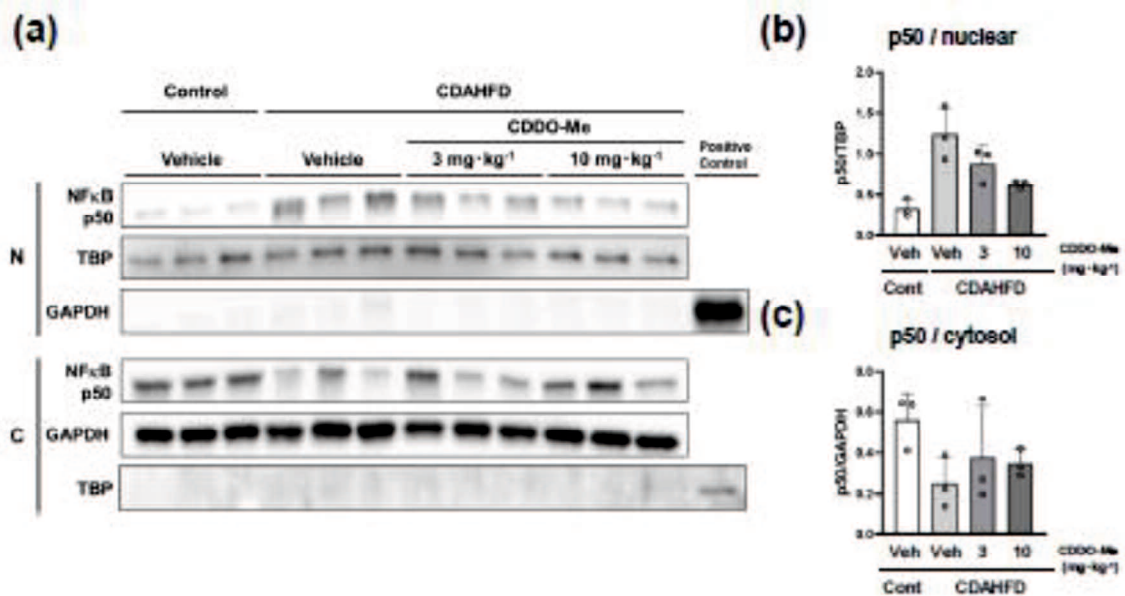 (a)
Control
CDAHFD
CDDO-Me
Vehicle
Vehicle
3 mg·kg⁻¹
10 mg·kg⁻¹
Positive
Control
N
NFκB
p50
TBP
GAPDH
C
NFκB
p50
GAPDH
TBP
(b)
p50 / nuclear
p50/TBP
2.0
1.5
1.0
0.5
0.0
Veh Veh 3 10
CDDO-Me
(mg·kg⁻¹)
Cont CDAHFD
(c)
p50 / cytosol
p50/GAPDH
0.6
0.4
0.2
0.0
Veh Veh 3 10
CDDO-Me
(mg·kg⁻¹)
Cont CDAHFD